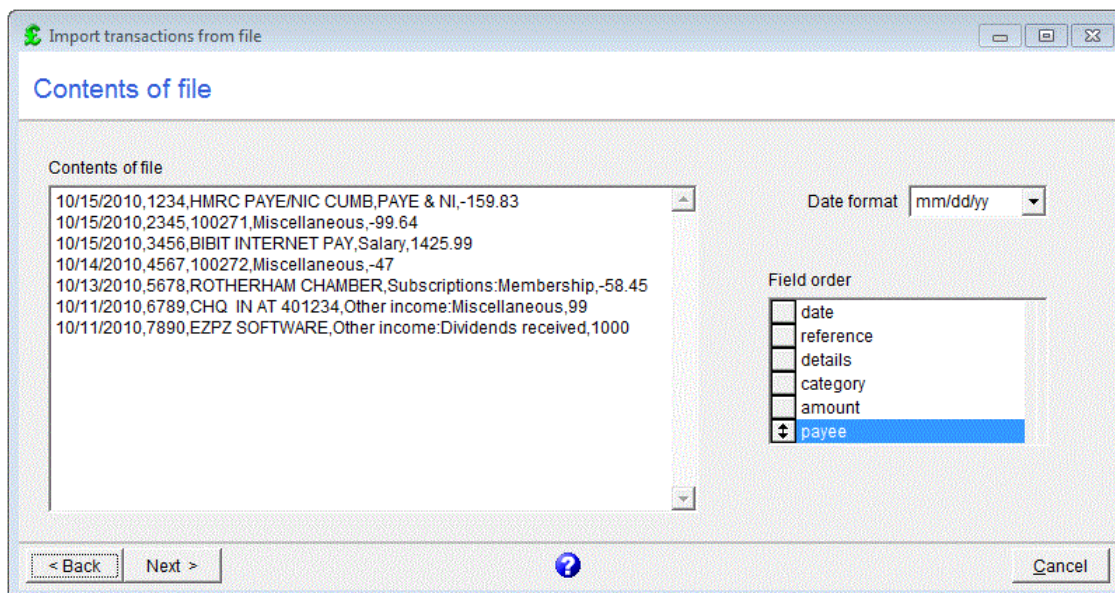 Import transactions from file
Contents of file
Contents of file
10/15/2010,1234,HMRC PAYE/NIC CUMB,PAYE & NI,-159.83
10/15/2010,2345,100271,Miscellaneous,-99.64
10/15/2010,3456,BIBIT INTERNET PAY,Salary,1425.99
10/14/2010,4567,100272,Miscellaneous,-47
10/13/2010,5678,ROTHERHAM CHAMBER,Subscriptions:Membership,-58.45
10/11/2010,6789,CHQ  IN AT 401234,Other income:Miscellaneous,99
10/11/2010,7890,EZPZ SOFTWARE,Other income:Dividends received,1000
Date format mm/dd/yy
Field order
date
reference
details
category
amount
payee
< Back Next > ? Cancel